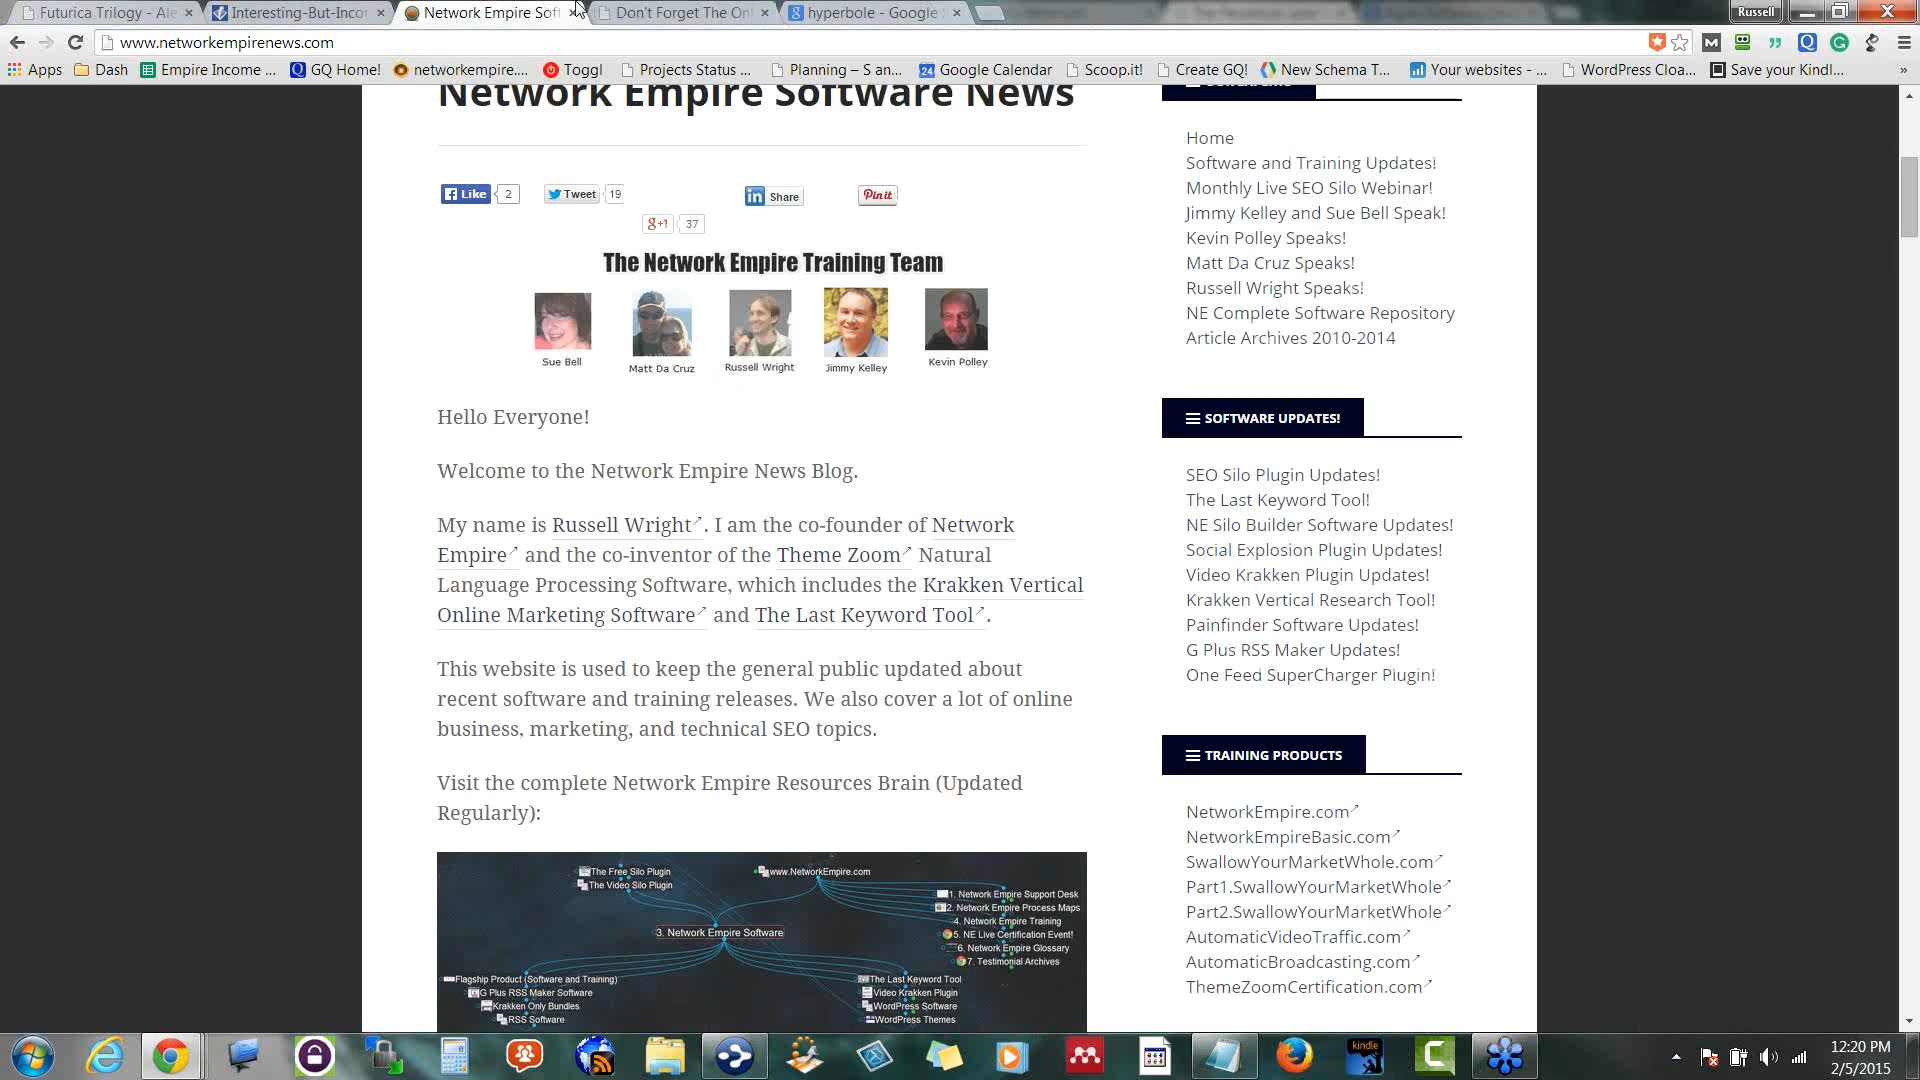 Futurica Trilogy - Ale
Interesting-But-Incor
Network Empire Soft
Don't Forget The On
hyperbole - Google
Russell
www.networkempirenews.com
Apps
Dash
Empire Income ...
GQ Home!
networkempire....
Toggl
Projects Status ...
Planning – S an...
Google Calendar
Scoop.it!
Create GQ!
New Schema T...
Your websites - ...
WordPress Cloa...
Save your Kindl...
»
Network Empire Software News
Like 2
Tweet 19
Share
Pin it
g+1 37
The Network Empire Training Team
Sue Bell
Matt Da Cruz
Russell Wright
Jimmy Kelley
Kevin Polley
Hello Everyone!
Welcome to the Network Empire News Blog.
My name is Russell Wright. I am the co-founder of Network
Empire and the co-inventor of the Theme Zoom Natural
Language Processing Software, which includes the Krakken Vertical
Online Marketing Software and The Last Keyword Tool.
This website is used to keep the general public updated about
recent software and training releases. We also cover a lot of online
business, marketing, and technical SEO topics.
Visit the complete Network Empire Resources Brain (Updated
Regularly):
The Free Silo Plugin
The Video Silo Plugin
www.NetworkEmpire.com
1. Network Empire Support Desk
2. Network Empire Process Maps
4. Network Empire Training
5. NE Live Certification Event!
6. Network Empire Glossary
7. Testimonial Archives
3. Network Empire Software
Flagship Product (Software and Training)
G Plus RSS Maker Software
Krakken Only Bundles
RSS Software
The Last Keyword Tool
Video Krakken Plugin
WordPress Software
WordPress Themes
Home
Software and Training Updates!
Monthly Live SEO Silo Webinar!
Jimmy Kelley and Sue Bell Speak!
Kevin Polley Speaks!
Matt Da Cruz Speaks!
Russell Wright Speaks!
NE Complete Software Repository
Article Archives 2010-2014
SOFTWARE UPDATES!
SEO Silo Plugin Updates!
The Last Keyword Tool!
NE Silo Builder Software Updates!
Social Explosion Plugin Updates!
Video Krakken Plugin Updates!
Krakken Vertical Research Tool!
Painfinder Software Updates!
G Plus RSS Maker Updates!
One Feed SuperCharger Plugin!
TRAINING PRODUCTS
NetworkEmpire.com
NetworkEmpireBasic.com
SwallowYourMarketWhole.com
Part1.SwallowYourMarketWhole
Part2.SwallowYourMarketWhole
AutomaticVideoTraffic.com
AutomaticBroadcasting.com
ThemeZoomCertification.com
kindle
12:20 PM
2/5/2015